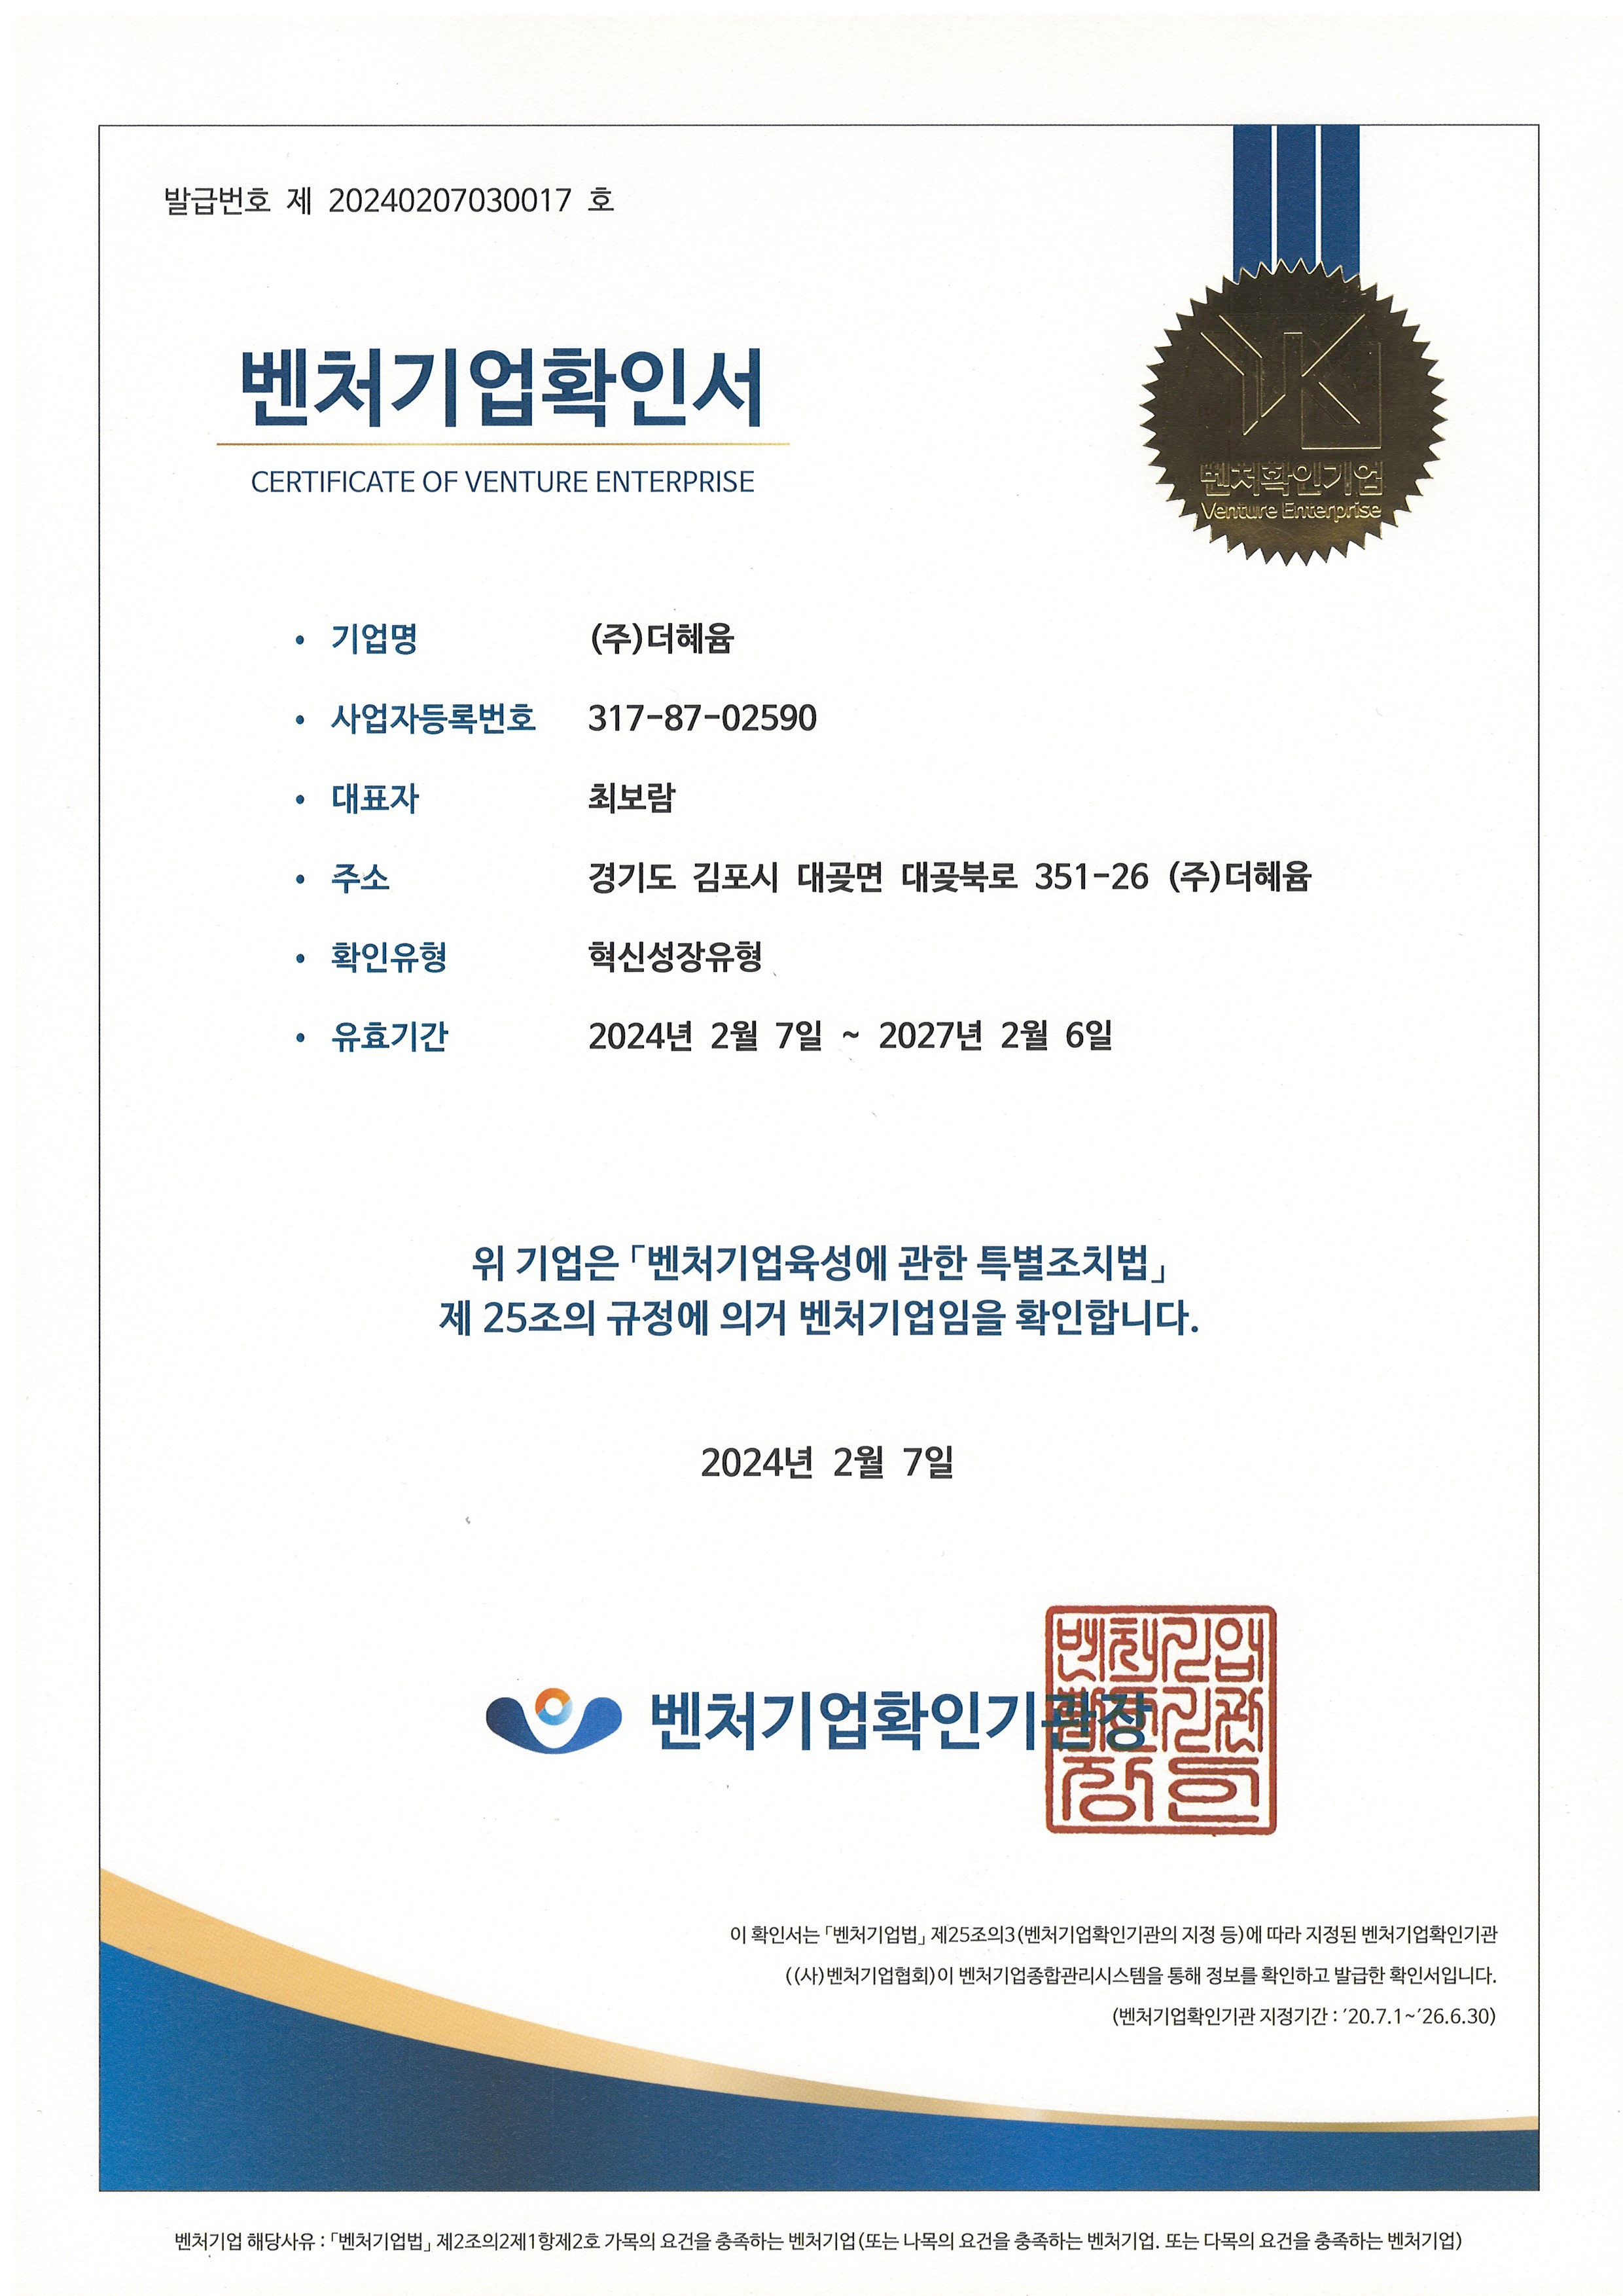 발급번호 제 20240207030017 호
벤처기업확인서
CERTIFICATE OF VENTURE ENTERPRISE
벤처확인기업
Venture Enterprise
• 기업명 (주)더혜윰
• 사업자등록번호 317-87-02590
• 대표자 최보람
• 주소 경기도 김포시 대곶면 대곶북로 351-26 (주)더혜윰
• 확인유형 혁신성장유형
• 유효기간 2024년 2월 7일 ~ 2027년 2월 6일
위 기업은 「벤처기업육성에 관한 특별조치법」
제 25조의 규정에 의거 벤처기업임을 확인합니다.
2024년 2월 7일
벤처기업확인기관장
벤처기업
확인기관
장의인
이 확인서는 「벤처기업법」 제25조의3(벤처기업확인기관의 지정 등)에 따라 지정된 벤처기업확인기관
((사)벤처기업협회)이 벤처기업종합관리시스템을 통해 정보를 확인하고 발급한 확인서입니다.
(벤처기업확인기관 지정기간 : ′20.7.1~′26.6.30)
벤처기업 해당사유 : 「벤처기업법」 제2조의2제1항제2호 가목의 요건을 충족하는 벤처기업(또는 나목의 요건을 충족하는 벤처기업. 또는 다목의 요건을 충족하는 벤처기업)